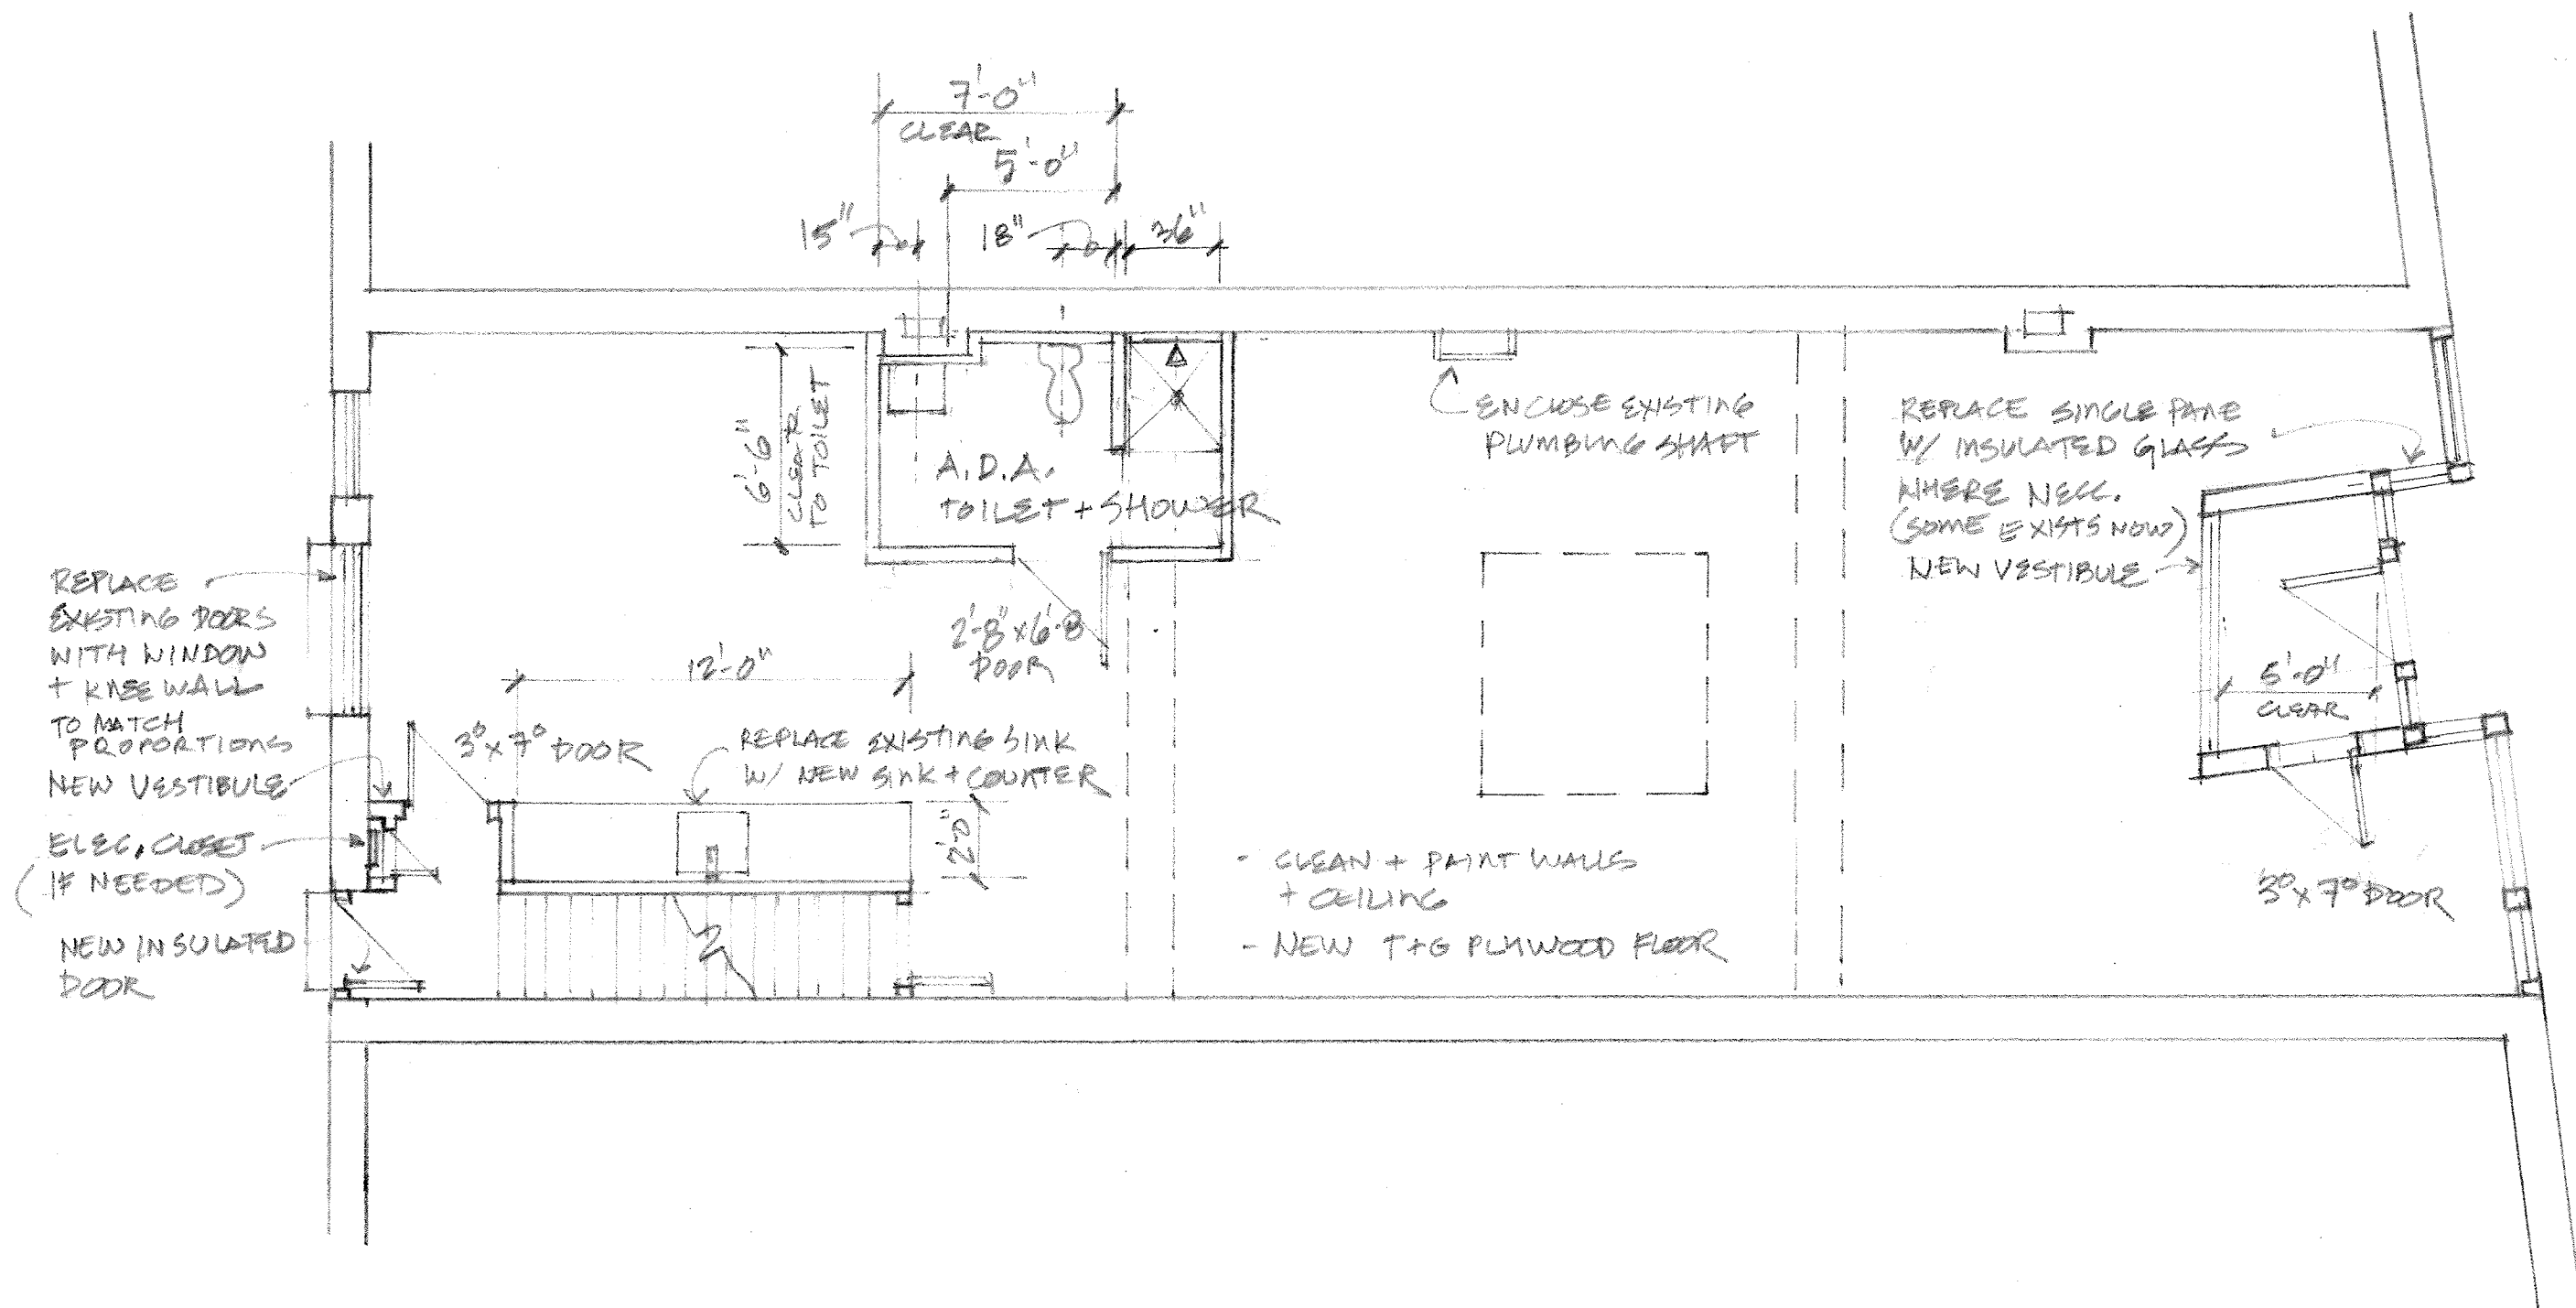 7'-0"
CLEAR
5'-0"
15"
18"
36"
6'-6"
CLEAR
TO TOILET
A.D.A.
TOILET + SHOWER
2'-8" x 6'-8
DOOR
ENCLOSE EXISTING
PLUMBING SHAFT
REPLACE SINGLE PANE
W/ INSULATED GLASS
WHERE NECC.
(SOME EXISTS NOW)
NEW VESTIBULE
5'-0"
CLEAR
3⁰ x 7⁰ DOOR
REPLACE
EXISTING DOORS
WITH WINDOW
+ KNEE WALL
TO MATCH
PROPORTIONS
NEW VESTIBULE
ELEC. CLOSET
(IF NEEDED)
NEW INSULATED
DOOR
12'-0"
3⁰ x 7⁰ DOOR
REPLACE EXISTING SINK
W/ NEW SINK + COUNTER
2'-0"
- CLEAN + PAINT WALLS
+ CEILING
- NEW T+G PLYWOOD FLOOR